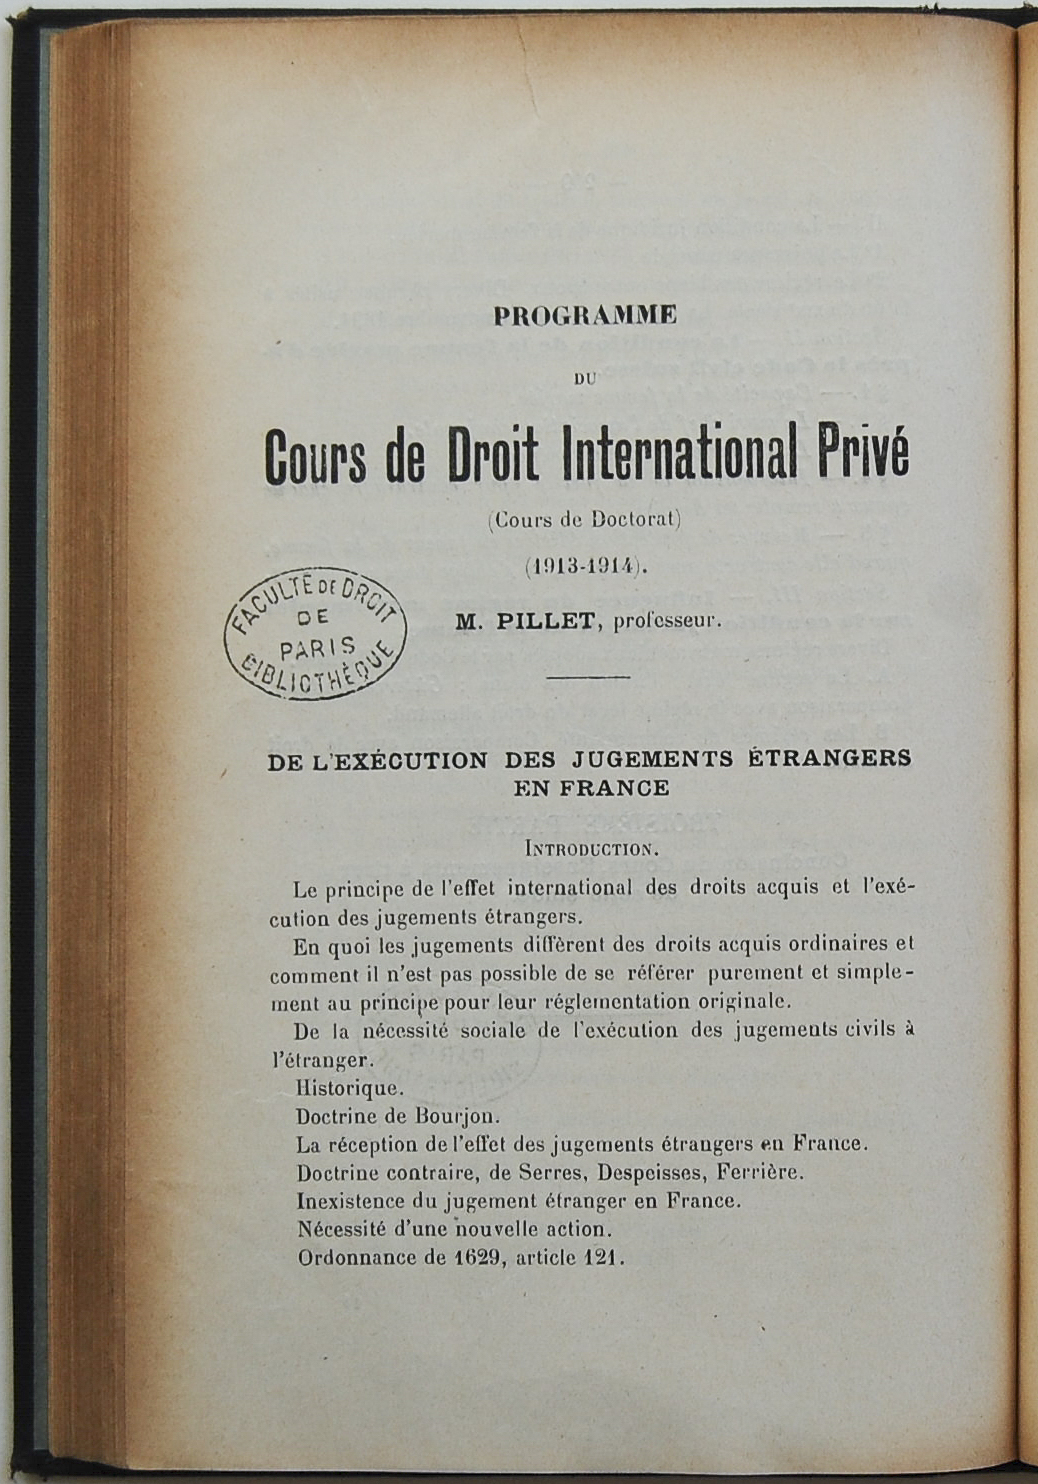 PROGRAMME
DU
Cours de Droit International Privé
(Cours de Doctorat)
(1913-1914).
FACULTÉ DE DROIT
DE
PARIS
BIBLIOTHÈQUE
M. PILLET, professeur.
DE L'EXÉCUTION DES JUGEMENTS ÉTRANGERS
EN FRANCE
INTRODUCTION.
Le principe de l'effet international des droits acquis et l'exé-
cution des jugements étrangers.
En quoi les jugements diffèrent des droits acquis ordinaires et
comment il n'est pas possible de se référer purement et simple-
ment au principe pour leur réglementation originale.
De la nécessité sociale de l'exécution des jugements civils à
l'étranger.
Historique.
Doctrine de Bourjon.
La réception de l'effet des jugements étrangers en France.
Doctrine contraire, de Serres, Despeisses, Ferrière.
Inexistence du jugement étranger en France.
Nécessité d'une nouvelle action.
Ordonnance de 1629, article 121.